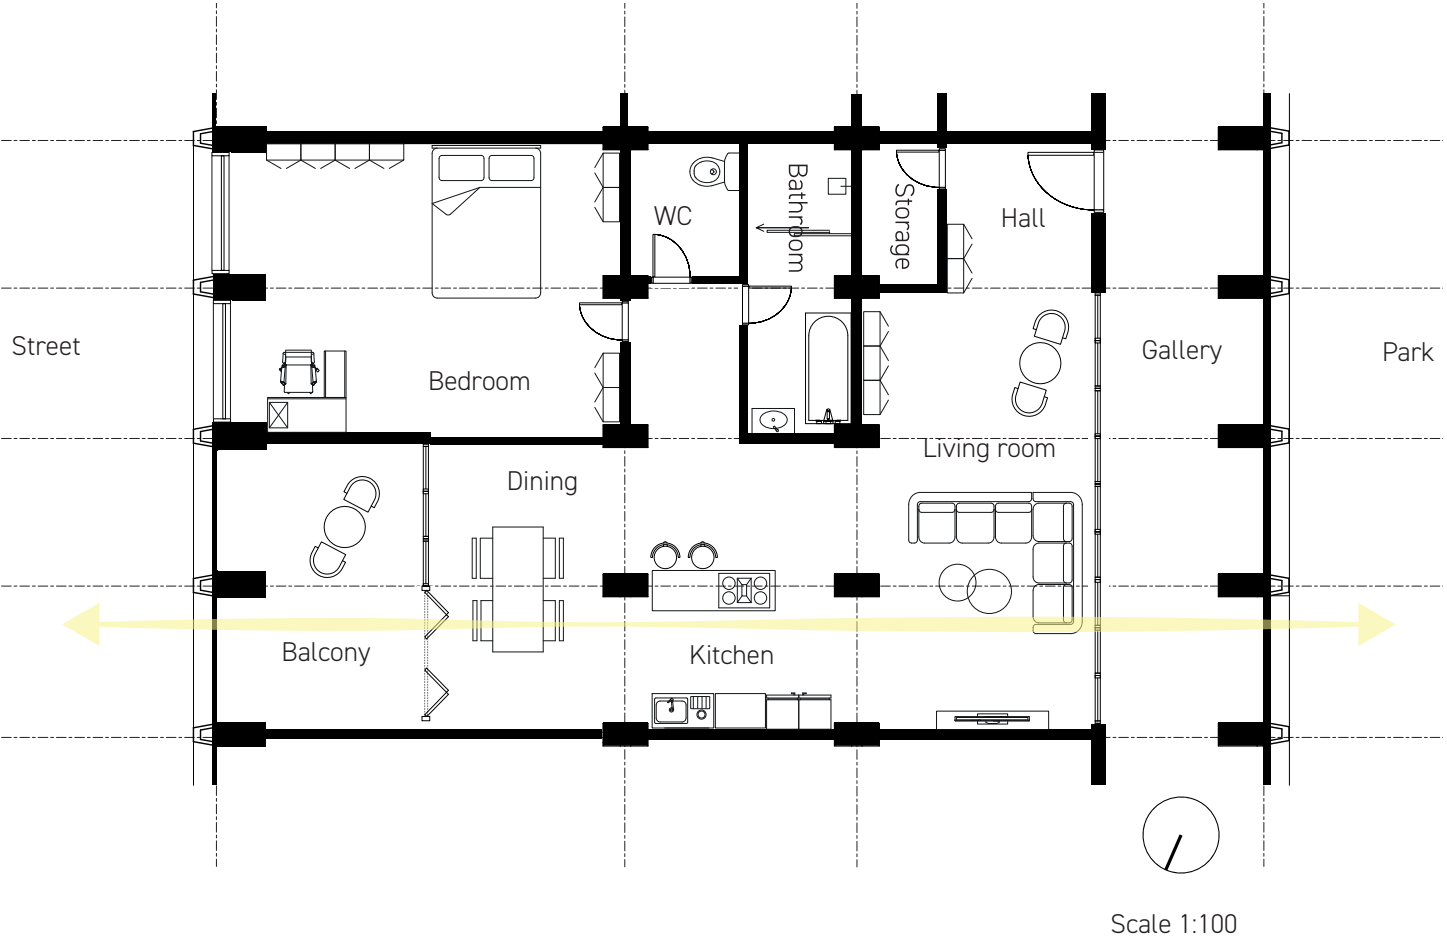 Bathroom
Storage
WC
Hall
Street
Gallery
Park
Bedroom
Living room
Dining
Balcony
Kitchen
Scale 1:100